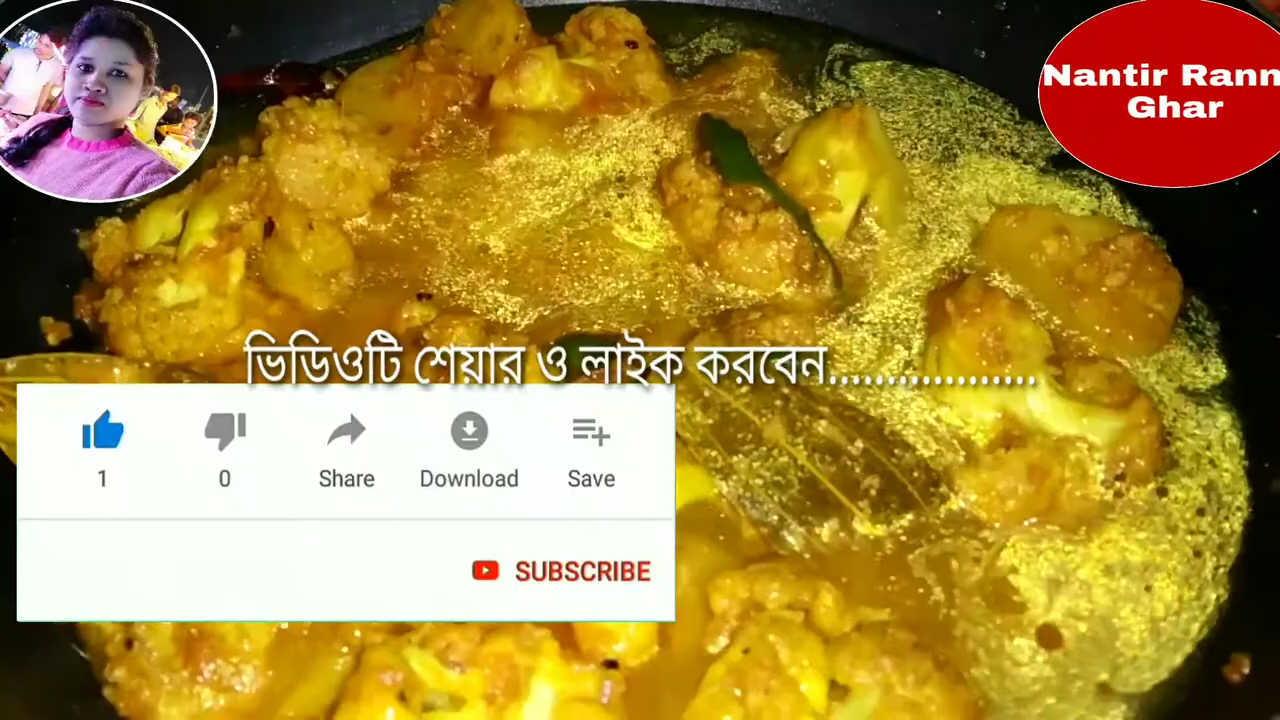 Nantir Rann
Ghar
ভিডিওটি শেয়ার ও লাইক করবেন..................
1
0
Share
Download
Save
SUBSCRIBE